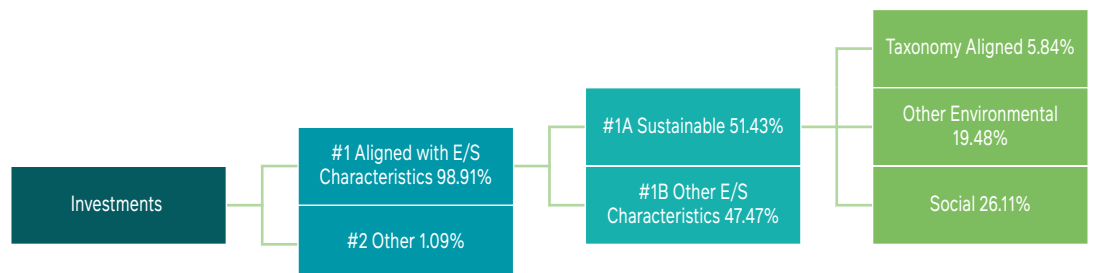 Investments
#1 Aligned with E/S
Characteristics 98.91%
#2 Other 1.09%
#1A Sustainable 51.43%
#1B Other E/S
Characteristics 47.47%
Taxonomy Aligned 5.84%
Other Environmental
19.48%
Social 26.11%